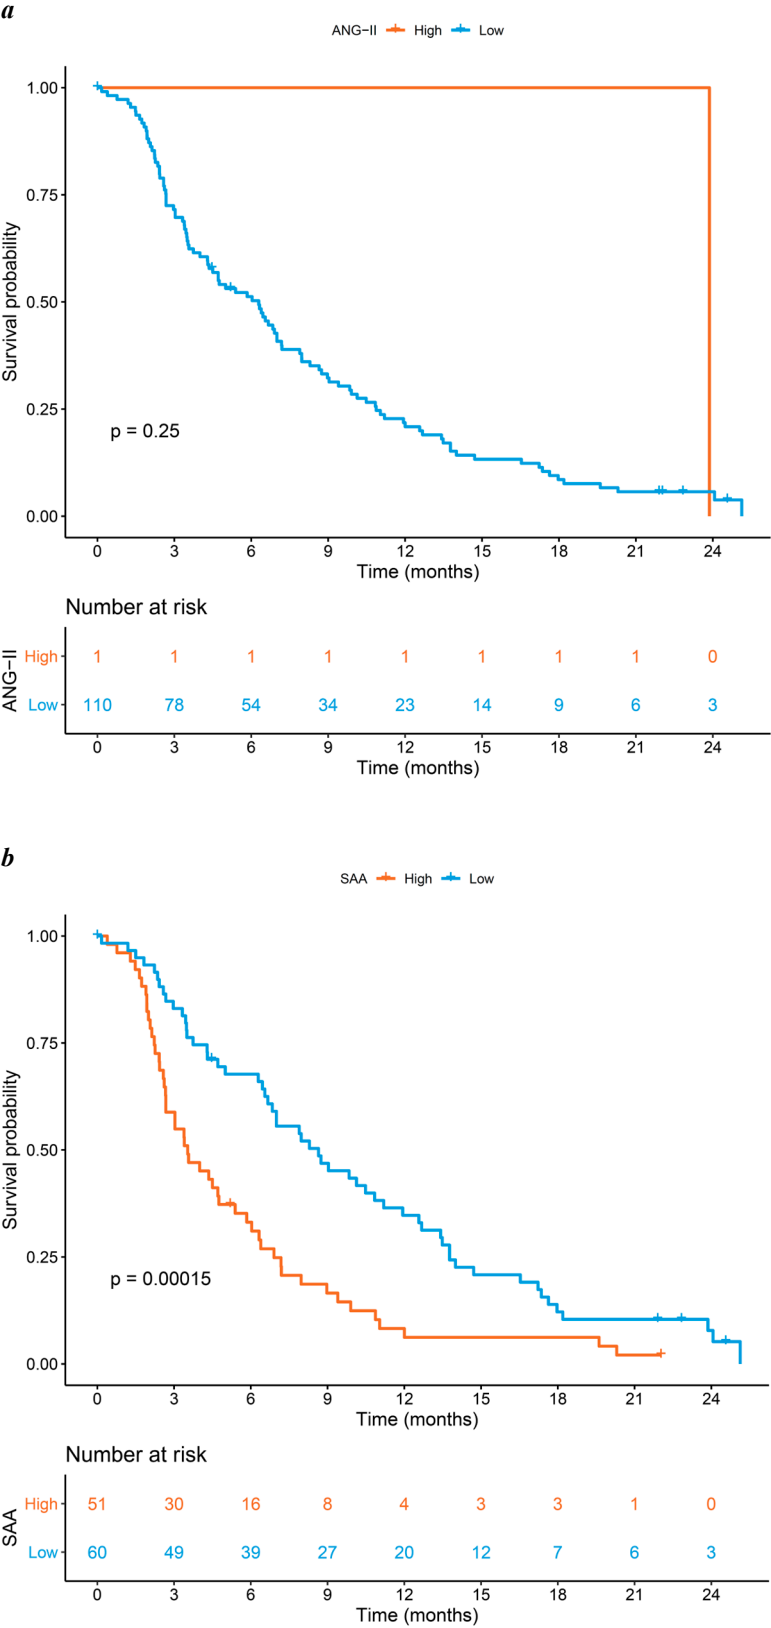 a
ANG−II High Low
1.00
0.75
0.50
0.25
0.00
Survival probability
p = 0.25
0 3 6 9 12 15 18 21 24
Time (months)
Number at risk
ANG−II
High 1 1 1 1 1 1 1 1 0
Low 110 78 54 34 23 14 9 6 3
0 3 6 9 12 15 18 21 24
Time (months)
b
SAA High Low
1.00
0.75
0.50
0.25
0.00
Survival probability
p = 0.00015
0 3 6 9 12 15 18 21 24
Time (months)
Number at risk
SAA
High 51 30 16 8 4 3 3 1 0
Low 60 49 39 27 20 12 7 6 3
0 3 6 9 12 15 18 21 24
Time (months)